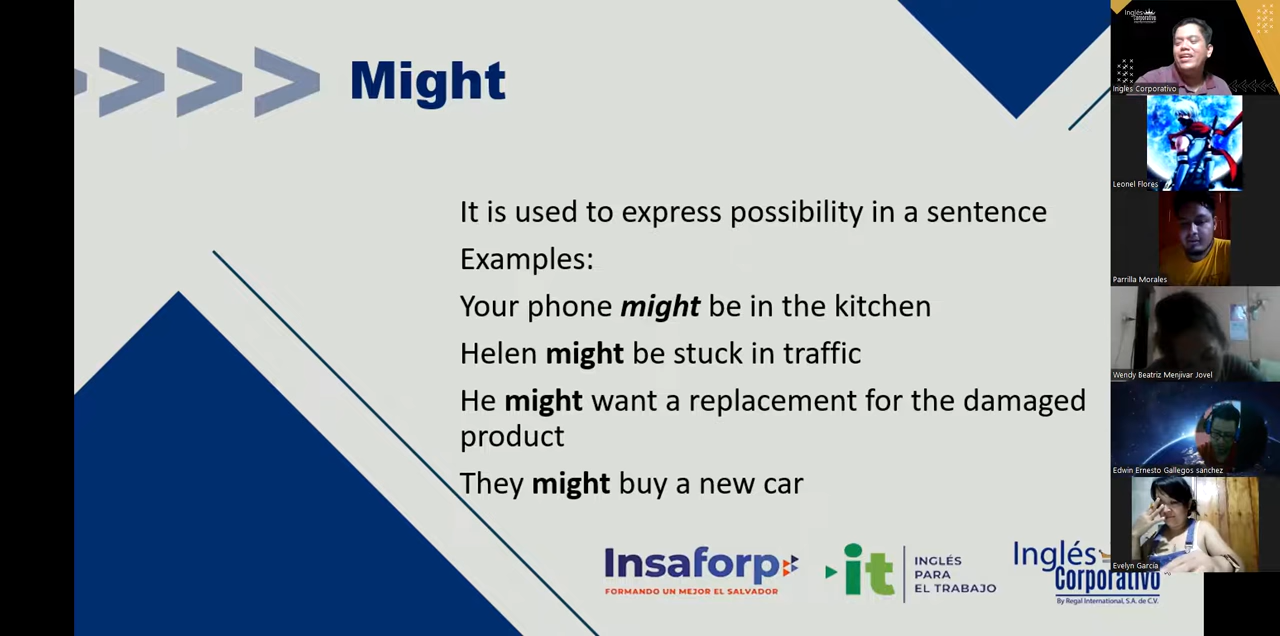 Might
It is used to express possibility in a sentence
Examples:
Your phone might be in the kitchen
Helen might be stuck in traffic
He might want a replacement for the damaged
product
They might buy a new car
Insaforp
FORMANDO UN MEJOR EL SALVADOR
it
INGLÉS
PARA
EL TRABAJO
Inglés
Corporativo
By Regal International, S.A. de C.V.
Inglés
Corporativo
Ingles Corporativo
Leonel Flores
Parrilla Morales
Wendy Beatriz Menjivar Jovel
Edwin Ernesto Gallegos sanchez
Evelyn García